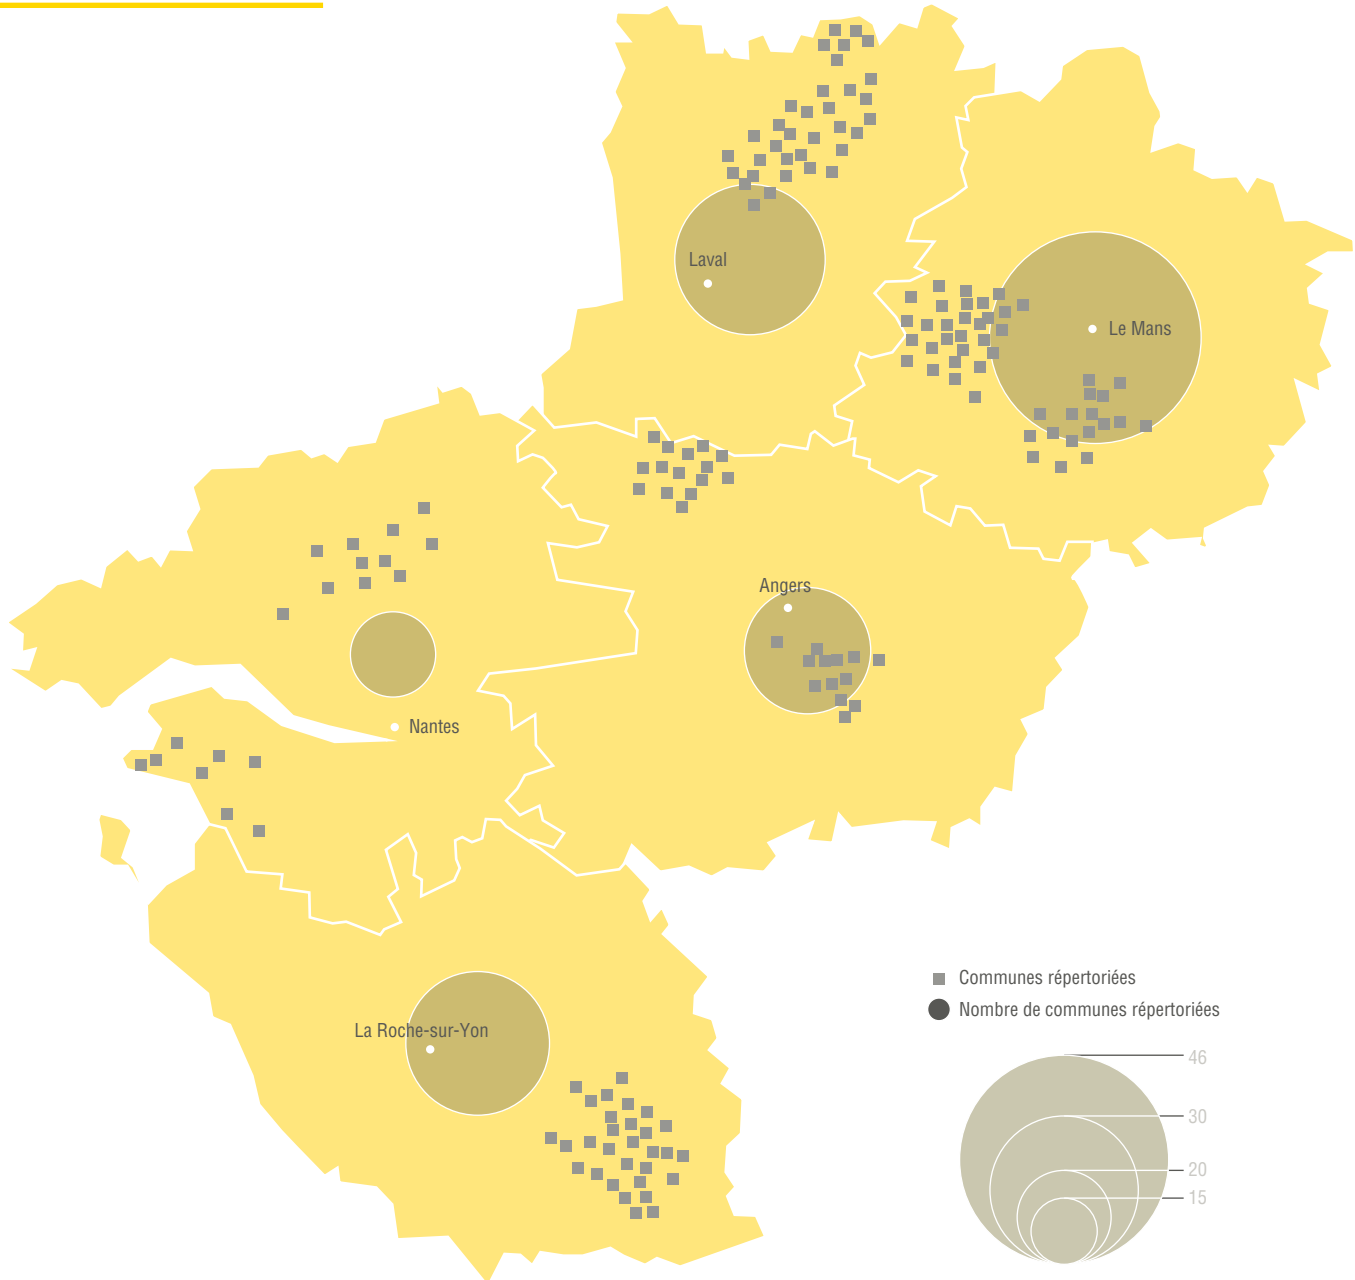 Laval
Le Mans
Angers
Nantes
La Roche-sur-Yon
Communes répertoriées
Nombre de communes répertoriées
46
30
20
15